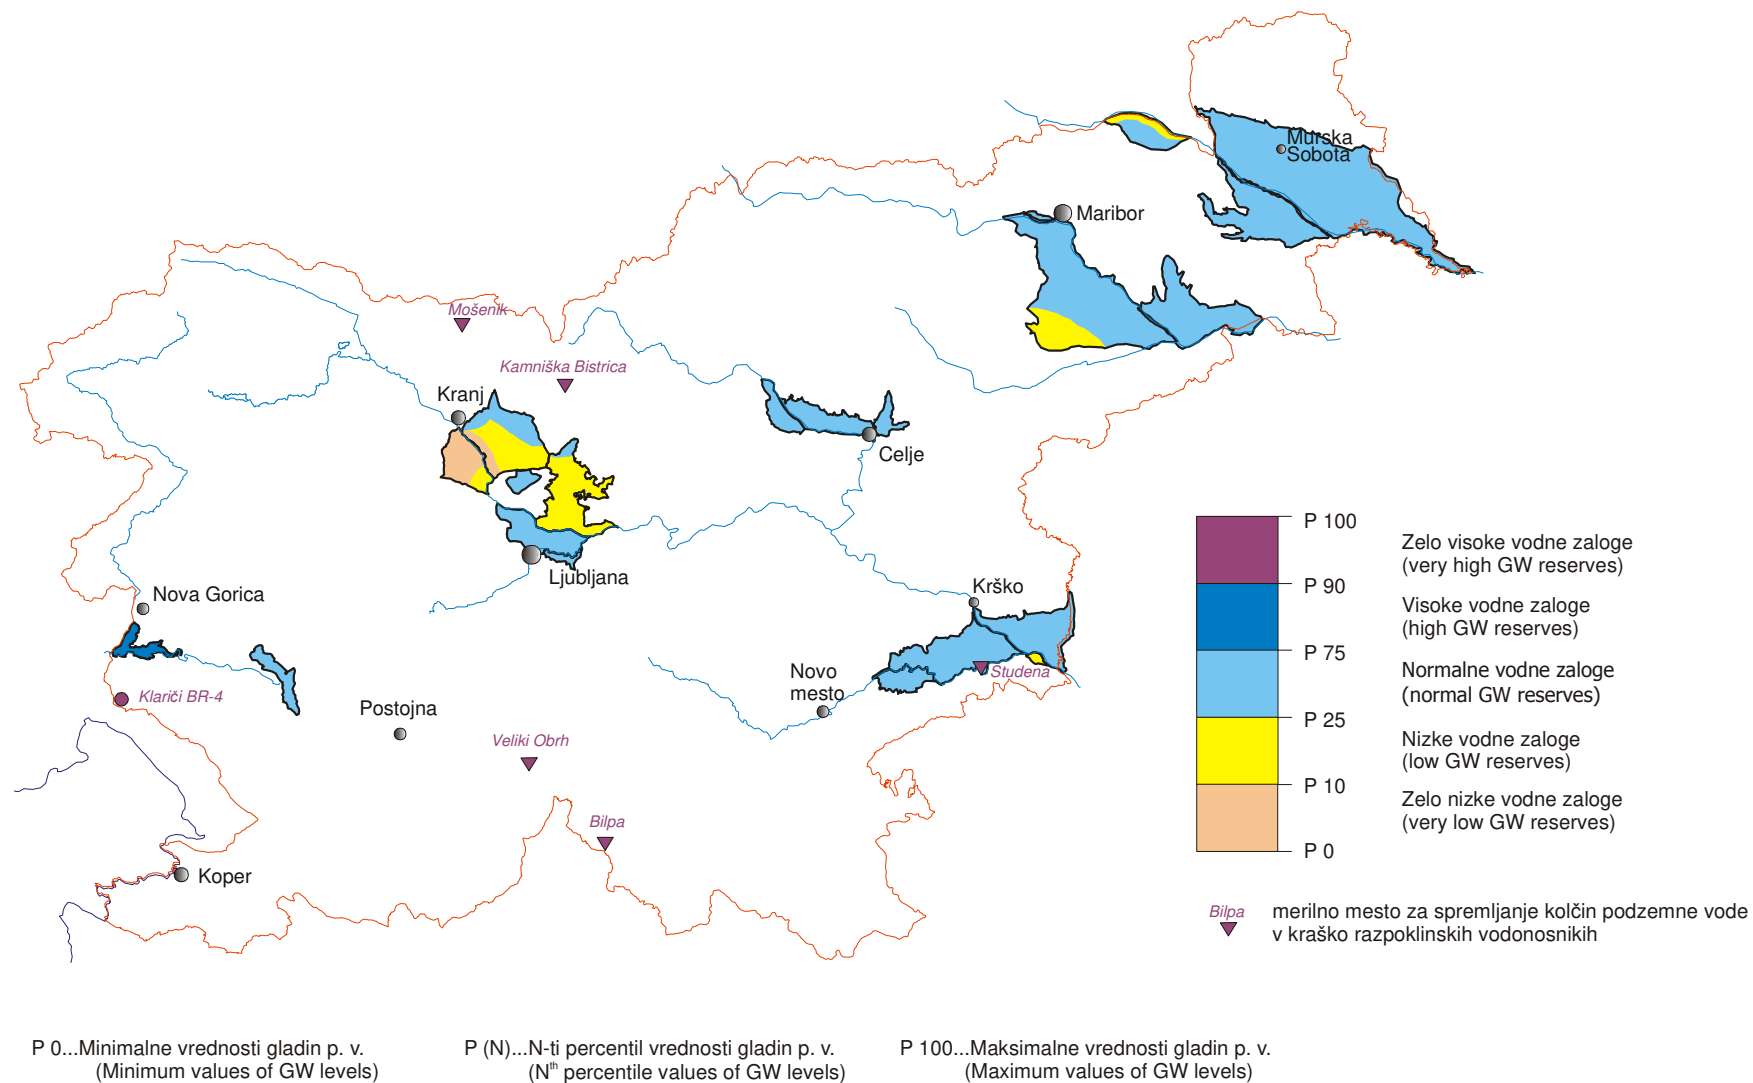 Murska
Sobota
Maribor
Mošenik
Kamniška Bistrica
Kranj
Celje
Ljubljana
Nova Gorica
Krško
Studena
Novo
mesto
Klariči BR-4
Postojna
Veliki Obrh
Bilpa
Koper
P 100
Zelo visoke vodne zaloge
(very high GW reserves)
P 90
Visoke vodne zaloge
(high GW reserves)
P 75
Normalne vodne zaloge
(normal GW reserves)
P 25
Nizke vodne zaloge
(low GW reserves)
P 10
Zelo nizke vodne zaloge
(very low GW reserves)
P 0
Bilpa merilno mesto za spremljanje kolčin podzemne vode
v kraško razpoklinskih vodonosnikih
P 0...Minimalne vrednosti gladin p. v.
(Minimum values of GW levels)
P (N)...N-ti percentil vrednosti gladin p. v.
(Nth percentile values of GW levels)
P 100...Maksimalne vrednosti gladin p. v.
(Maximum values of GW levels)